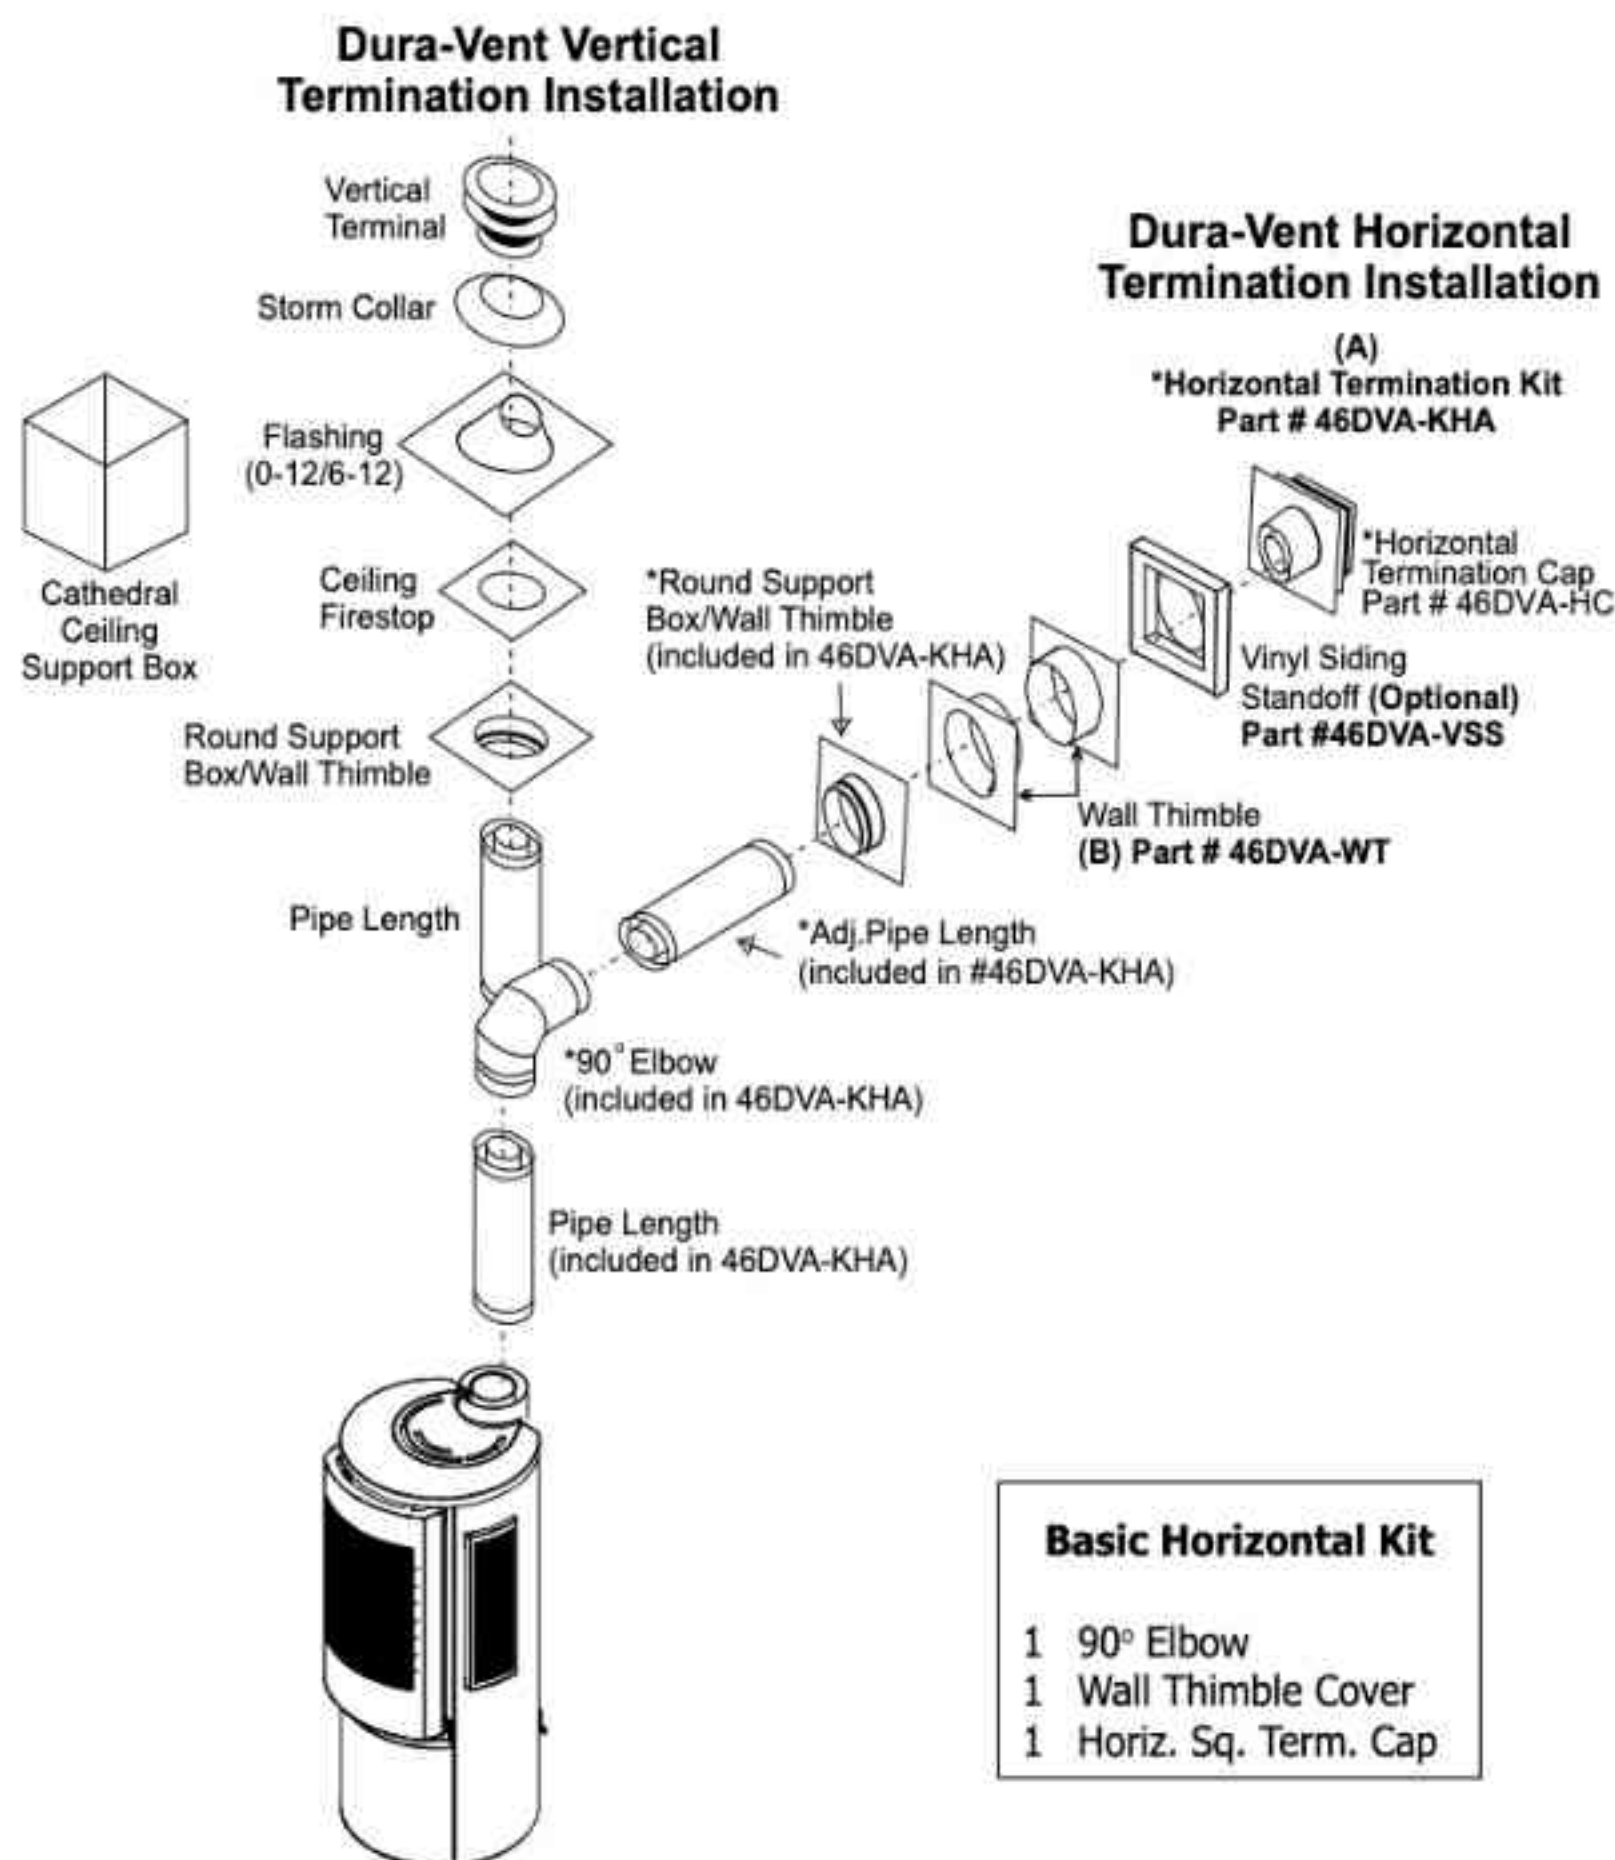 Dura-Vent Vertical
Termination Installation
Vertical
Terminal
Storm Collar
Flashing
(0-12/6-12)
Cathedral
Ceiling
Support Box
Ceiling
Firestop
Round Support
Box/Wall Thimble
Pipe Length
Dura-Vent Horizontal
Termination Installation
(A)
*Horizontal Termination Kit
Part # 46DVA-KHA
*Horizontal
Termination Cap
Part # 46DVA-HC
*Round Support
Box/Wall Thimble
(included in 46DVA-KHA)
Vinyl Siding
Standoff (Optional)
Part #46DVA-VSS
Wall Thimble
(B) Part # 46DVA-WT
*Adj.Pipe Length
(included in #46DVA-KHA)
*90° Elbow
(included in 46DVA-KHA)
Pipe Length
(included in 46DVA-KHA)
Basic Horizontal Kit
1 90° Elbow
1 Wall Thimble Cover
1 Horiz. Sq. Term. Cap